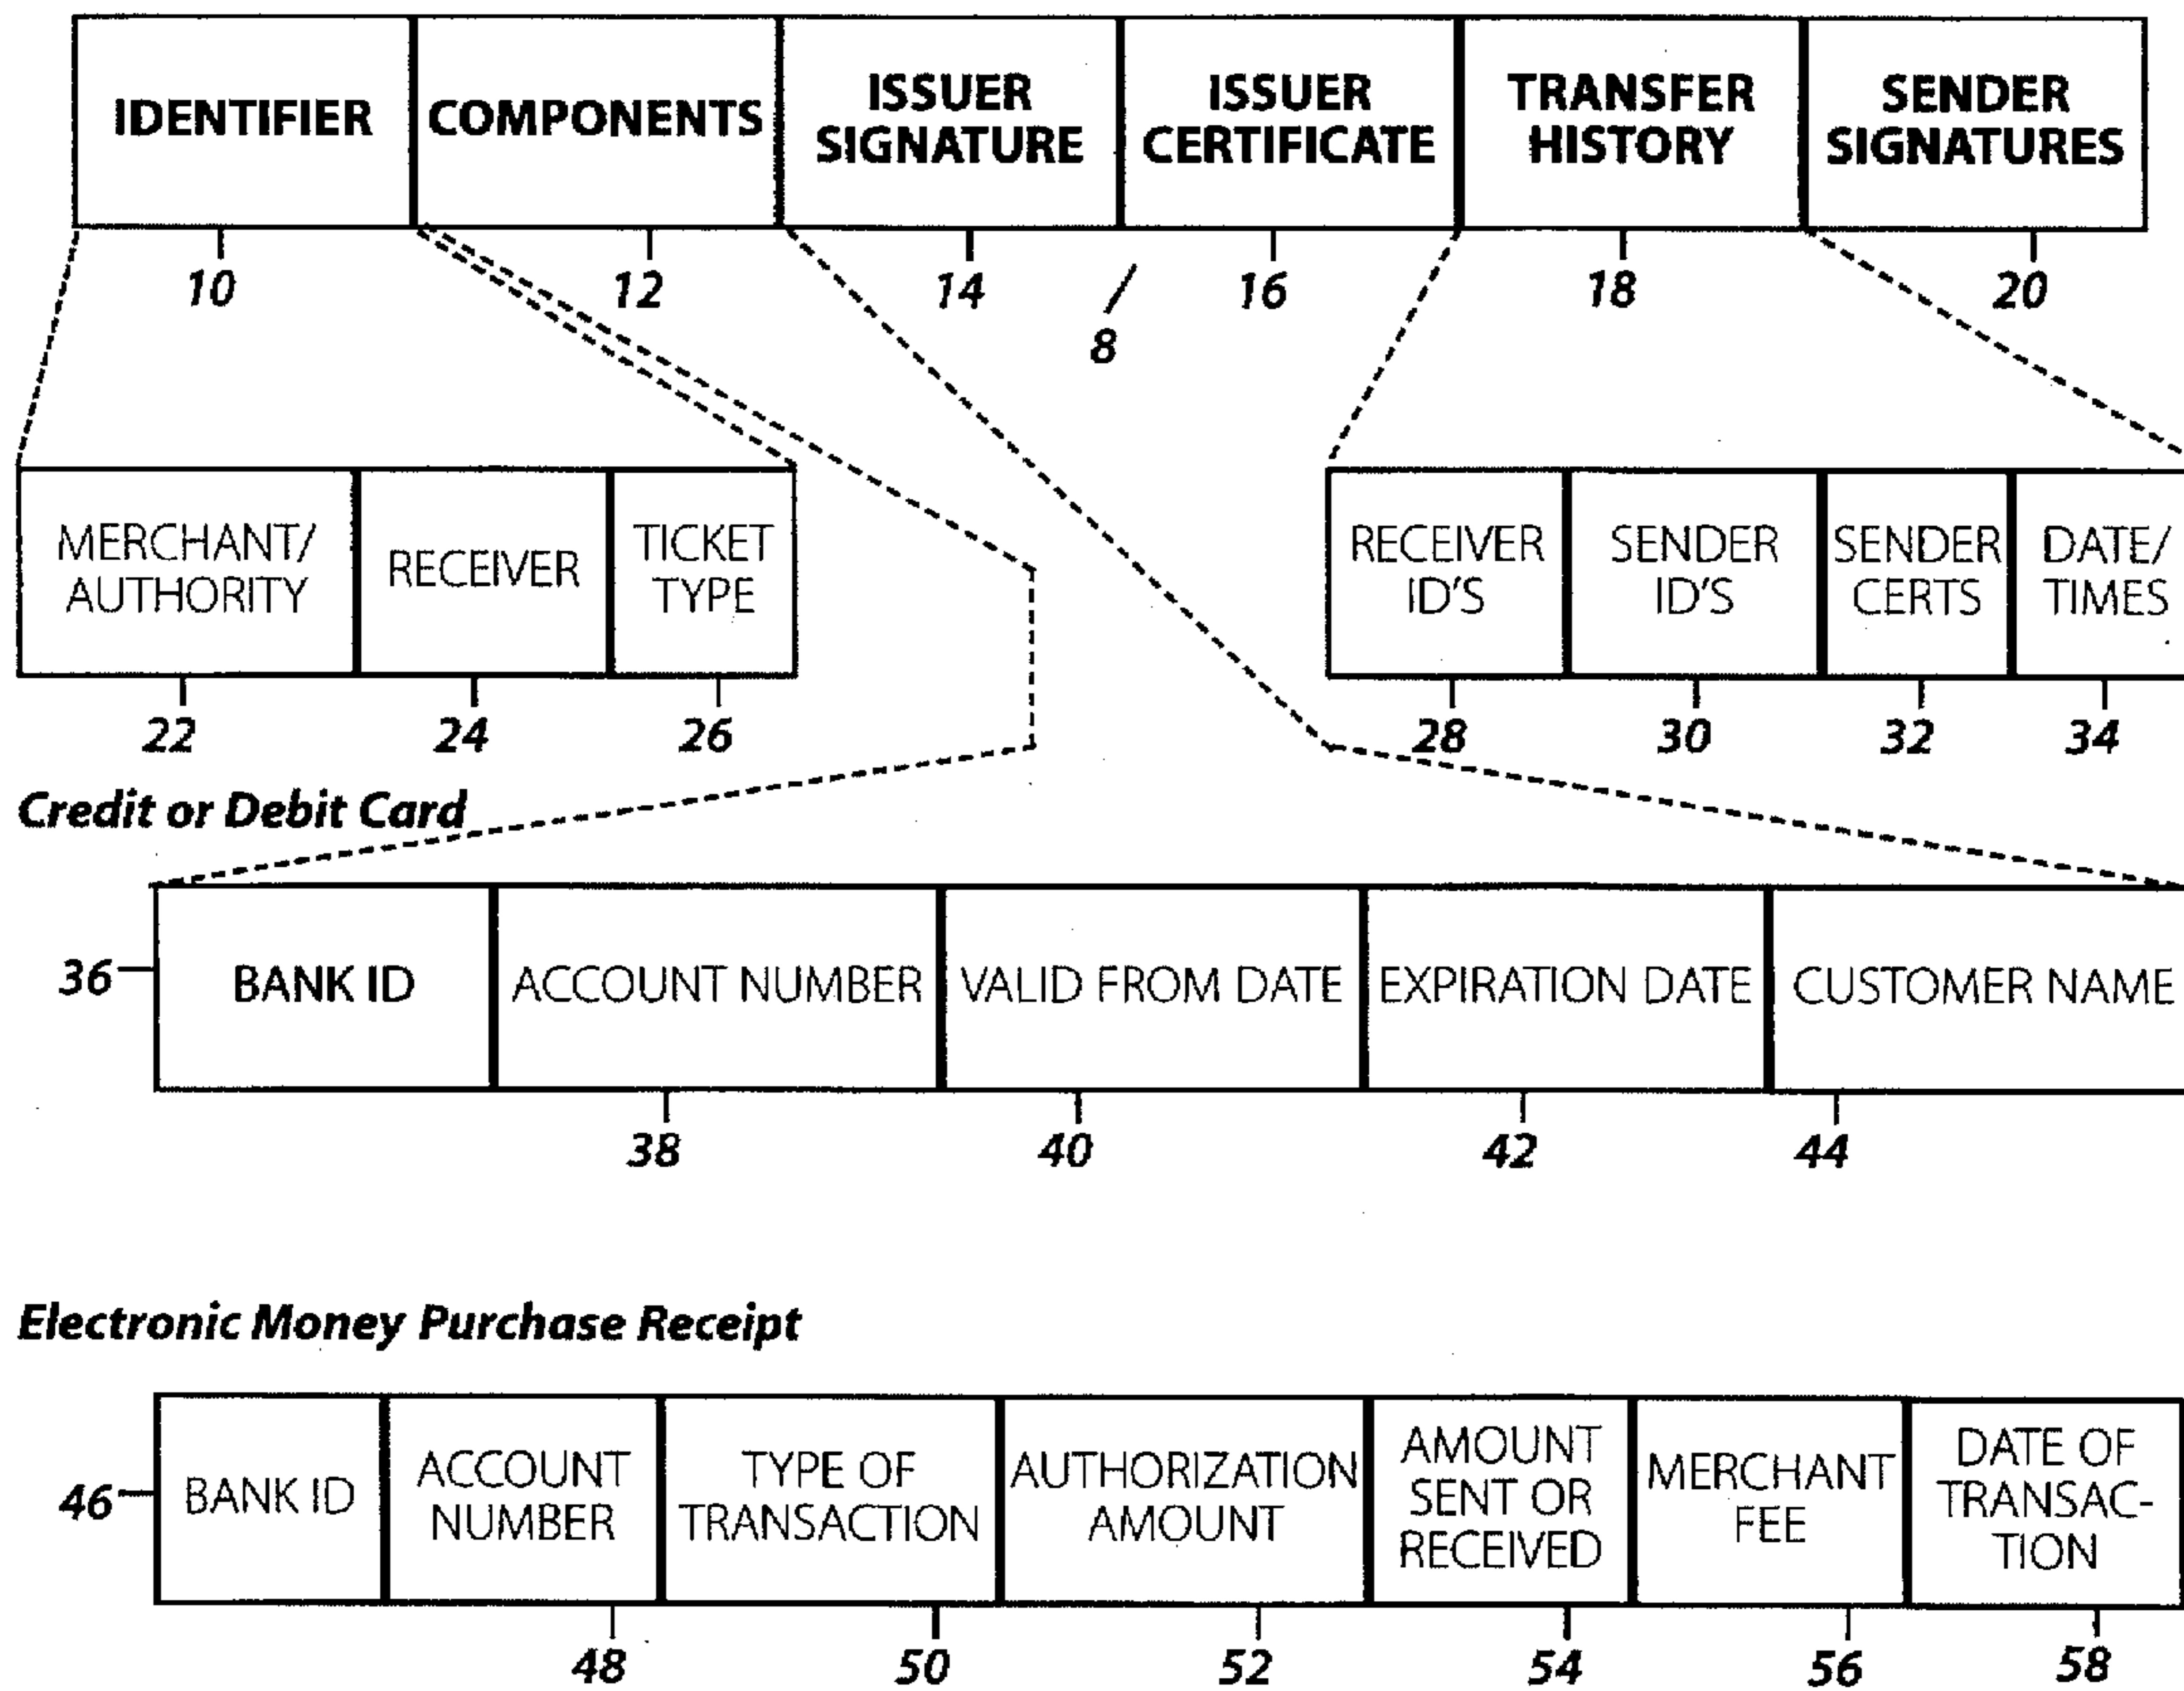 IDENTIFIER
COMPONENTS
ISSUER
SIGNATURE
ISSUER
CERTIFICATE
TRANSFER
HISTORY
SENDER
SIGNATURES
10
12
14
8
16
18
20
MERCHANT/
AUTHORITY
RECEIVER
TICKET
TYPE
RECEIVER
ID'S
SENDER
ID'S
SENDER
CERTS
DATE/
TIMES
22
24
26
28
30
32
34
Credit or Debit Card
36
BANK ID
ACCOUNT NUMBER
VALID FROM DATE
EXPIRATION DATE
CUSTOMER NAME
38
40
42
44
Electronic Money Purchase Receipt
46
BANK ID
ACCOUNT
NUMBER
TYPE OF
TRANSACTION
AUTHORIZATION
AMOUNT
AMOUNT
SENT OR
RECEIVED
MERCHANT
FEE
DATE OF
TRANSAC-
TION
48
50
52
54
56
58